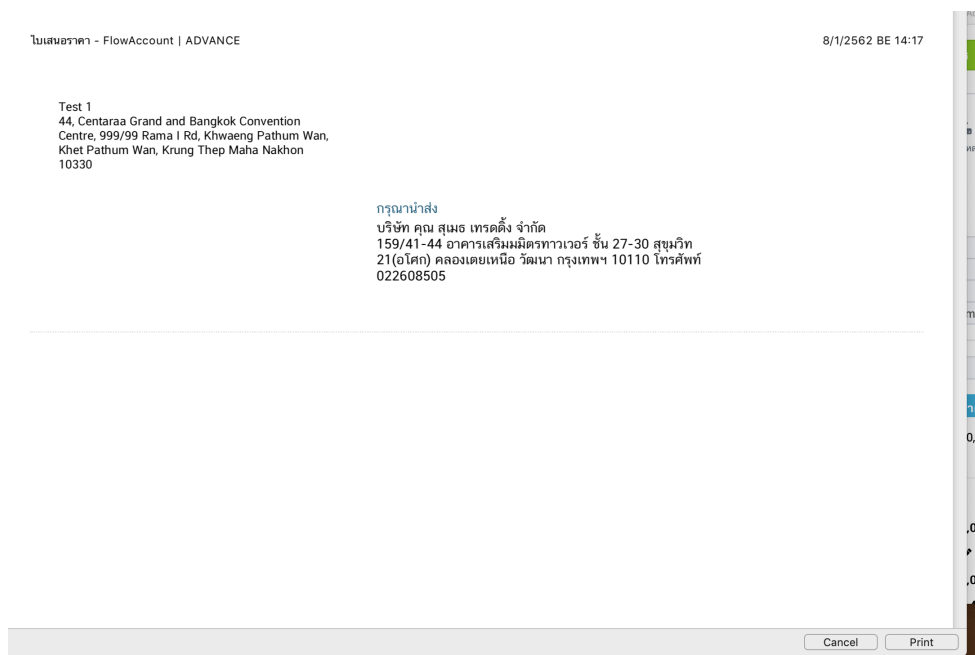 ใบเสนอราคา - FlowAccount | ADVANCE 8/1/2562 BE 14:17
Test 1
44, Centaraa Grand and Bangkok Convention
Centre, 999/99 Rama I Rd, Khwaeng Pathum Wan,
Khet Pathum Wan, Krung Thep Maha Nakhon
10330
กรุณานำส่ง
บริษัท คุณ สุเมธ เทรดดิ้ง จำกัด
159/41-44 อาคารเสริมมมิตรทาวเวอร์ ชั้น 27-30 สุขุมวิท
21(อโศก) คลองเตยเหนือ วัฒนา กรุงเทพฯ 10110 โทรศัพท์
022608505
Cancel Print